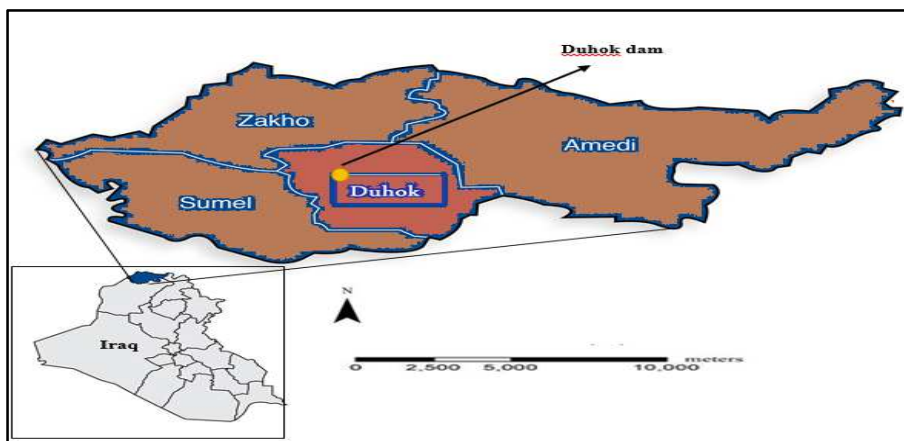 Duhok dam
Zakho
Amedi
Duhok
Sumel
N
Iraq
meters
0 2,500 5,000 10,000